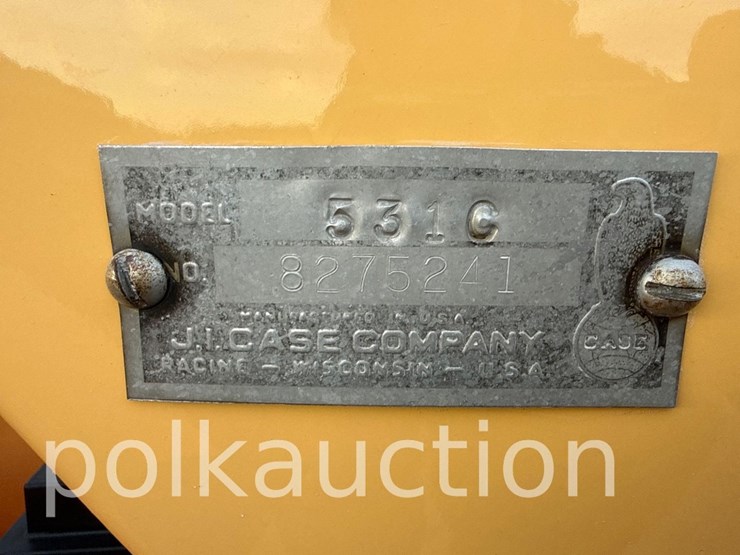 MODEL 531C
NO. 8275241
MANUFACTURED IN U.S.A.
J.I. CASE COMPANY
RACINE - WISCONSIN - U.S.A.
CASE
polkauction